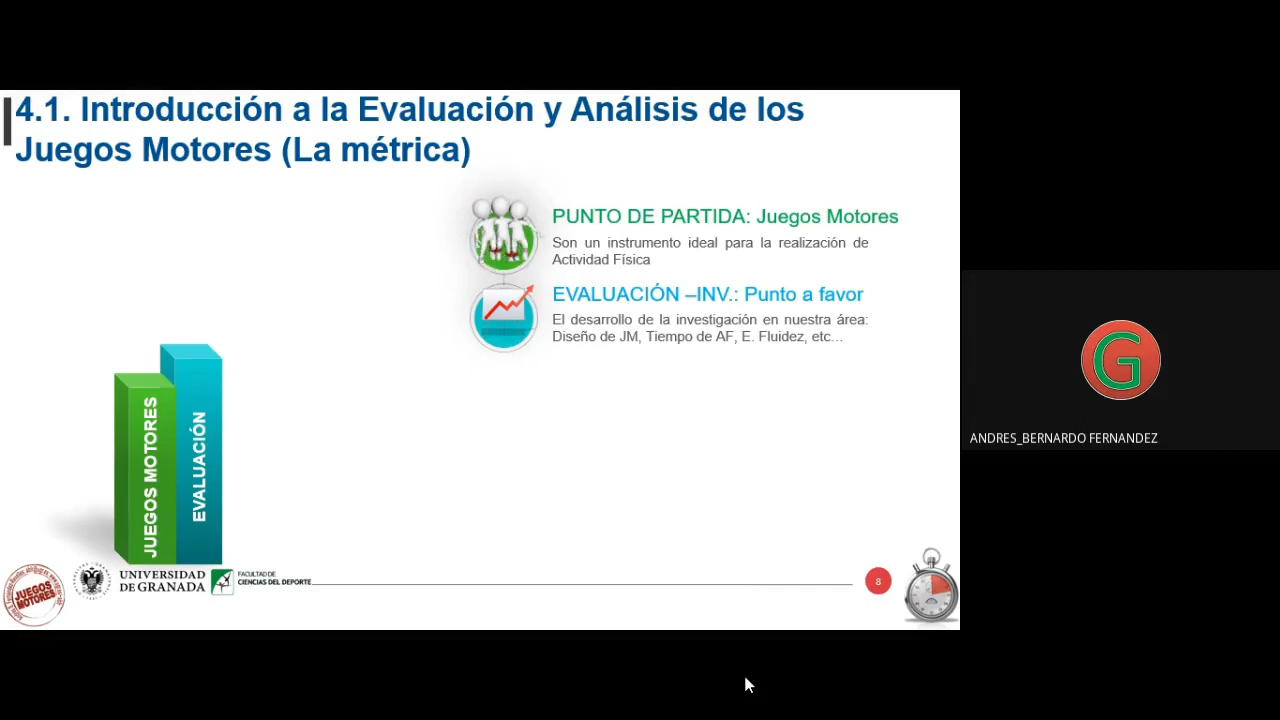 4.1. Introducción a la Evaluación y Análisis de los
Juegos Motores (La métrica)
PUNTO DE PARTIDA: Juegos Motores
Son un instrumento ideal para la realización de
Actividad Física
EVALUACIÓN –INV.: Punto a favor
El desarrollo de la investigación en nuestra área:
Diseño de JM, Tiempo de AF, E. Fluidez, etc...
JUEGOS MOTORES
EVALUACIÓN
JUEGOS
MOTORES
UNIVERSIDAD
DE GRANADA
FACULTAD DE
CIENCIAS DEL DEPORTE
8
G
ANDRES_BERNARDO FERNANDEZ